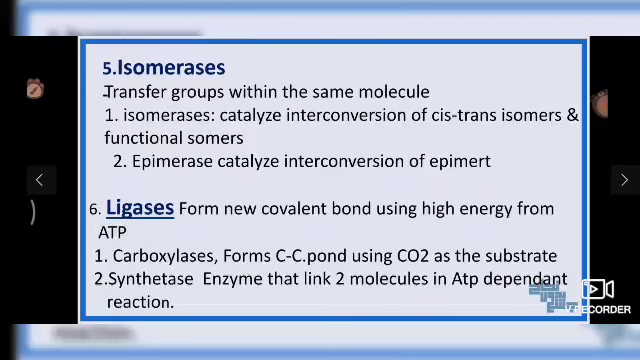 5.Isomerases
Transfer groups within the same molecule
1. isomerases: catalyze interconversion of cis-trans isomers &
functional somers
2. Epimerase catalyze interconversion of epimert
6. Ligases Form new covalent bond using high energy from
ATP
1. Carboxylases, Forms C-C.pond using CO2 as the substrate
2.Synthetase Enzyme that link 2 molecules in Atp dependant
reaction.
VRECORDER